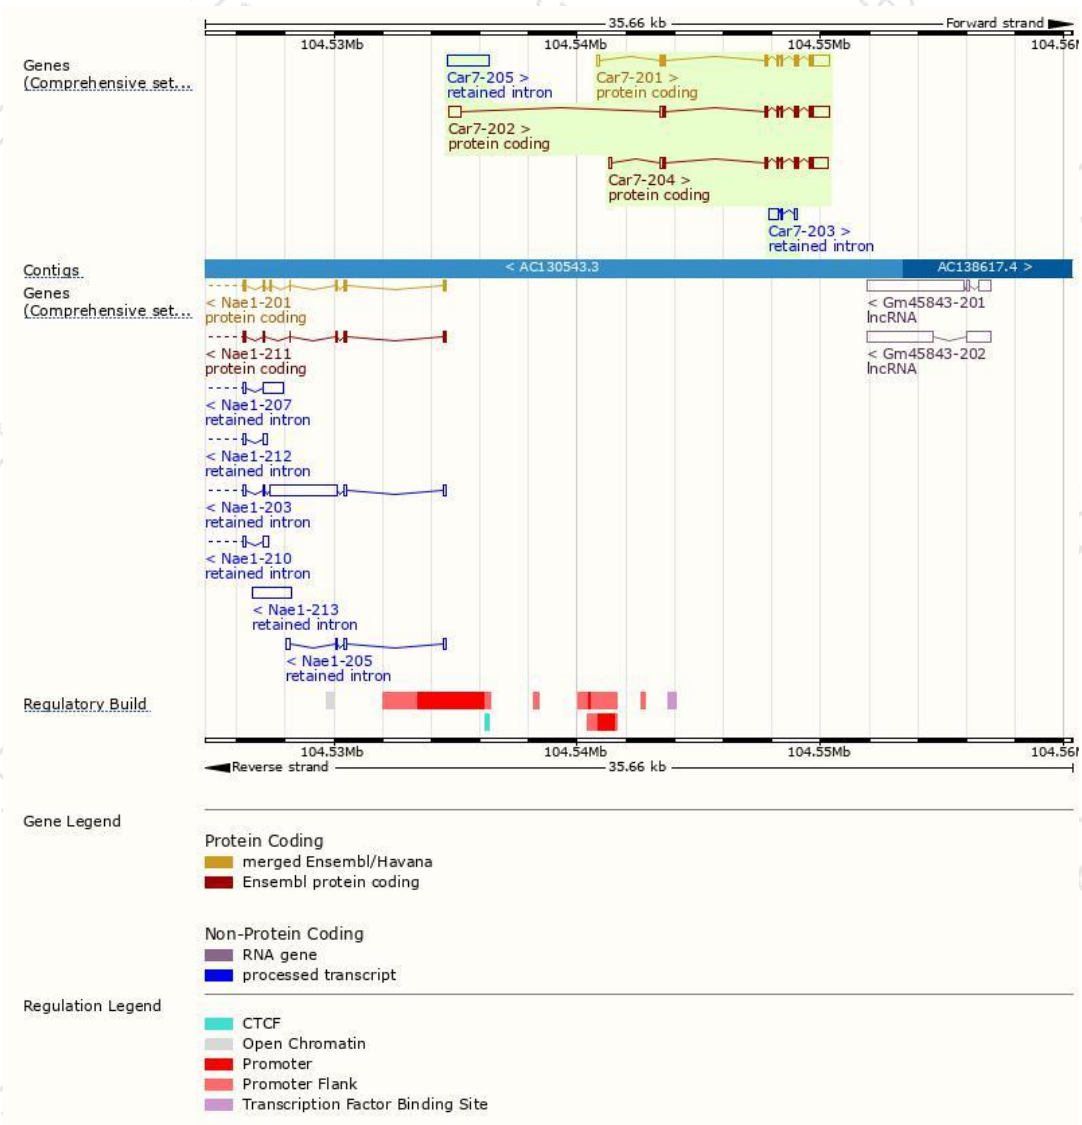 35.66 kb
Forward strand
104.53Mb 104.54Mb 104.55Mb 104.56M
Genes
(Comprehensive set...
Car7-205 >
retained intron
Car7-201 >
protein coding
Car7-202 >
protein coding
Car7-204 >
protein coding
Car7-203 >
retained intron
Contigs
< AC130543.3
AC138617.4 >
Genes
(Comprehensive set...
< Nae1-201
protein coding
< Gm45843-201
lncRNA
< Nae1-211
protein coding
< Gm45843-202
lncRNA
< Nae1-207
retained intron
< Nae1-212
retained intron
< Nae1-203
retained intron
< Nae1-210
retained intron
< Nae1-213
retained intron
< Nae1-205
retained intron
Regulatory Build
104.53Mb 104.54Mb 104.55Mb 104.56M
Reverse strand
35.66 kb
Gene Legend
Protein Coding
merged Ensembl/Havana
Ensembl protein coding
Non-Protein Coding
RNA gene
processed transcript
Regulation Legend
CTCF
Open Chromatin
Promoter
Promoter Flank
Transcription Factor Binding Site